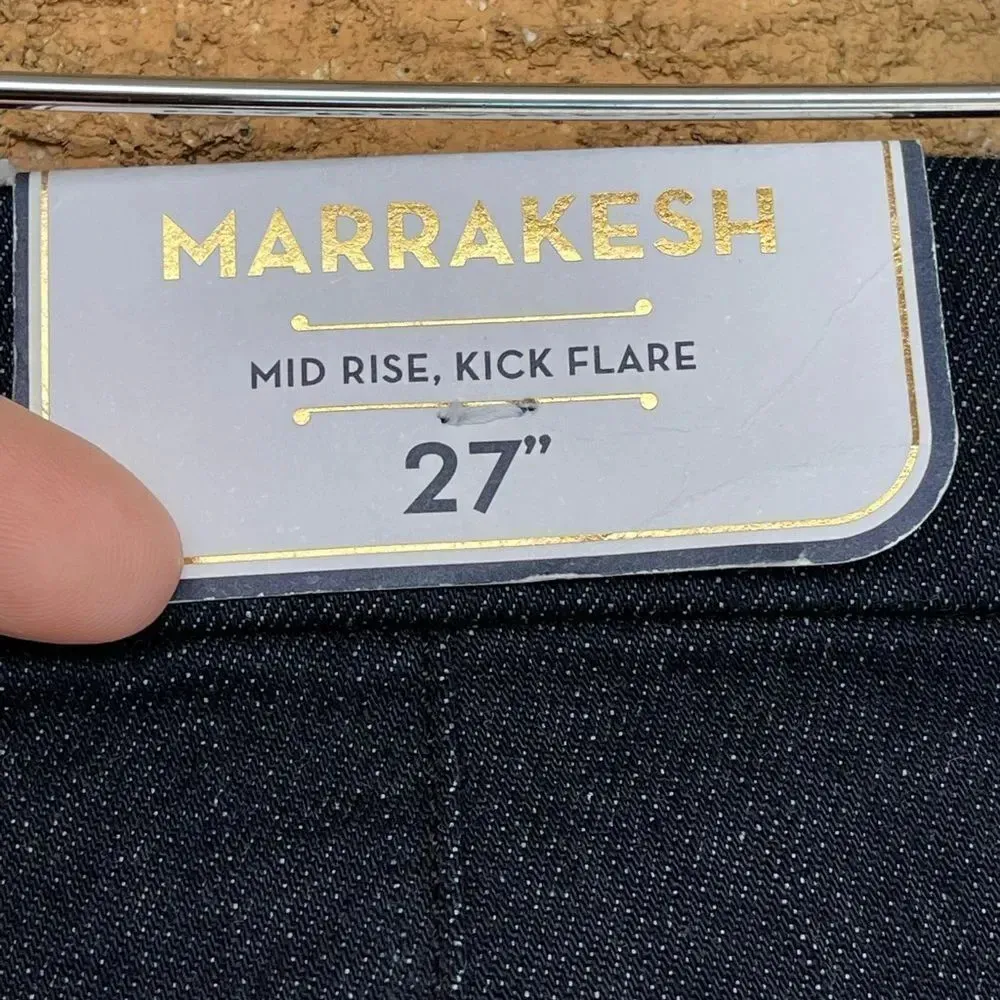 MARRAKESH
MID RISE, KICK FLARE
27”